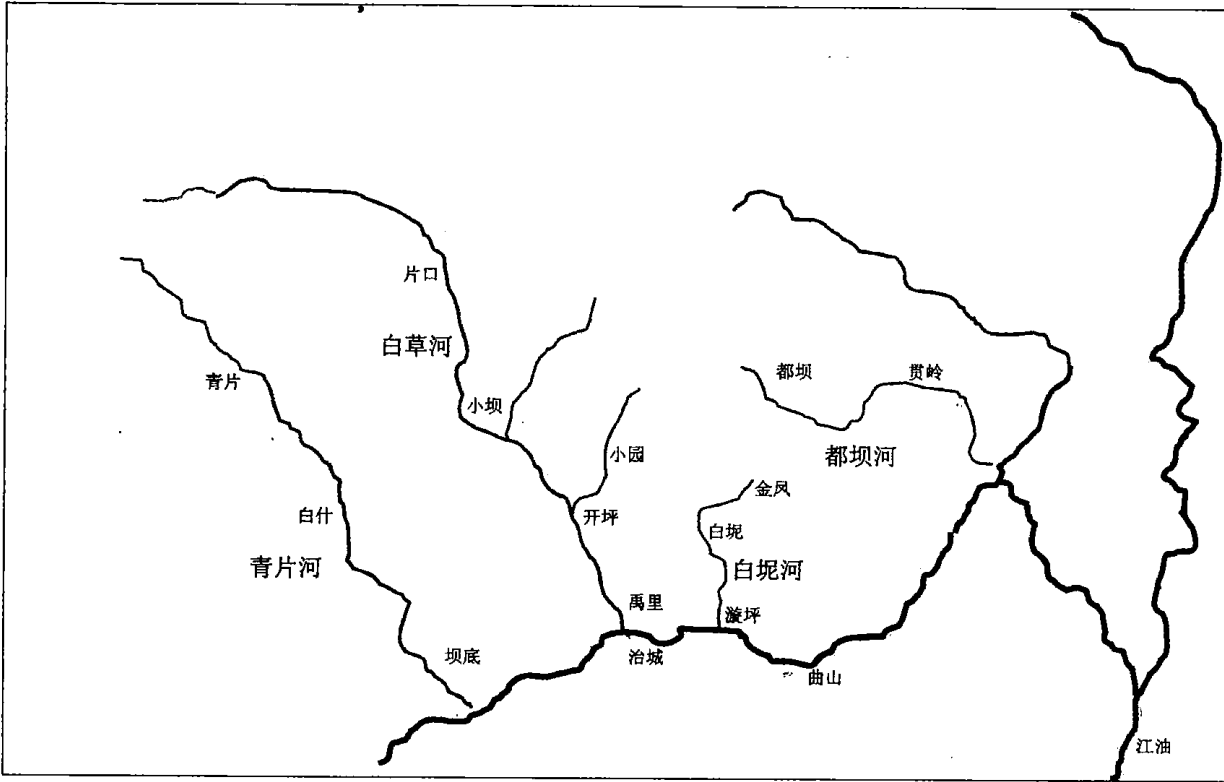 片口
白草河
青片
小坝
都坝
贯岭
小园
都坝河
金凤
白什
开坪
白坭
青片河
白坭河
禹里
漩坪
坝底
治城
曲山
江油